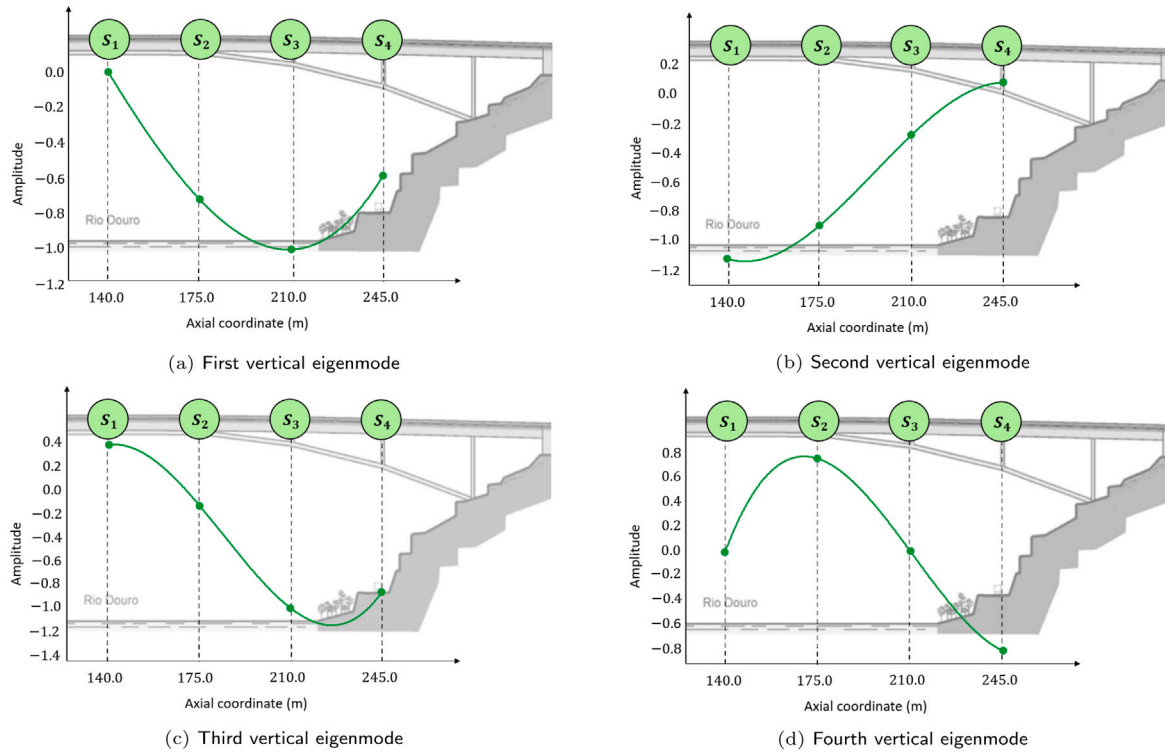 S1 S2 S3 S4
0.0
−0.2
−0.4
−0.6
−0.8
−1.0
−1.2
Amplitude
Rio Douro
140.0 175.0 210.0 245.0
Axial coordinate (m)
(a) First vertical eigenmode
S1 S2 S3 S4
0.2
0.0
−0.2
−0.4
−0.6
−0.8
−1.0
−1.2
Amplitude
Rio Douro
140.0 175.0 210.0 245.0
Axial coordinate (m)
(b) Second vertical eigenmode
S1 S2 S3 S4
0.4
0.2
0.0
−0.2
−0.4
−0.6
−0.8
−1.0
−1.2
−1.4
Amplitude
Rio Douro
140.0 175.0 210.0 245.0
Axial coordinate (m)
(c) Third vertical eigenmode
S1 S2 S3 S4
0.8
0.6
0.4
0.2
0.0
−0.2
−0.4
−0.6
−0.8
Amplitude
Rio Douro
140.0 175.0 210.0 245.0
Axial coordinate (m)
(d) Fourth vertical eigenmode